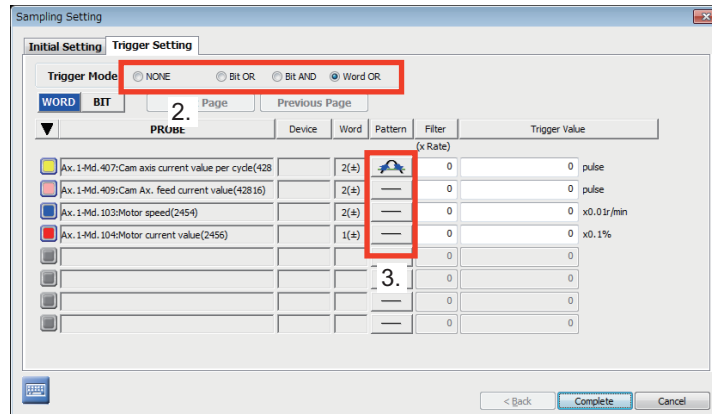 Sampling Setting
Initial Setting Trigger Setting
Trigger Mode NONE Bit OR Bit AND Word OR
WORD BIT Page Previous Page
2.
PROBE Device Word Pattern Filter Trigger Value
(x Rate)
Ax.1-Md.407:Cam axis current value per cycle(428 2(±) 0 0 pulse
Ax.1-Md.409:Cam Ax. feed current value(42816) 2(±) — 0 0 pulse
Ax.1-Md.103:Motor speed(2454) 2(±) — 0 0 x0.01r/min
Ax.1-Md.104:Motor current value(2456) 1(±) — 0 0 x0.1%
0 0
3. 0 0
— 0 0
— 0 0
< Back Complete Cancel